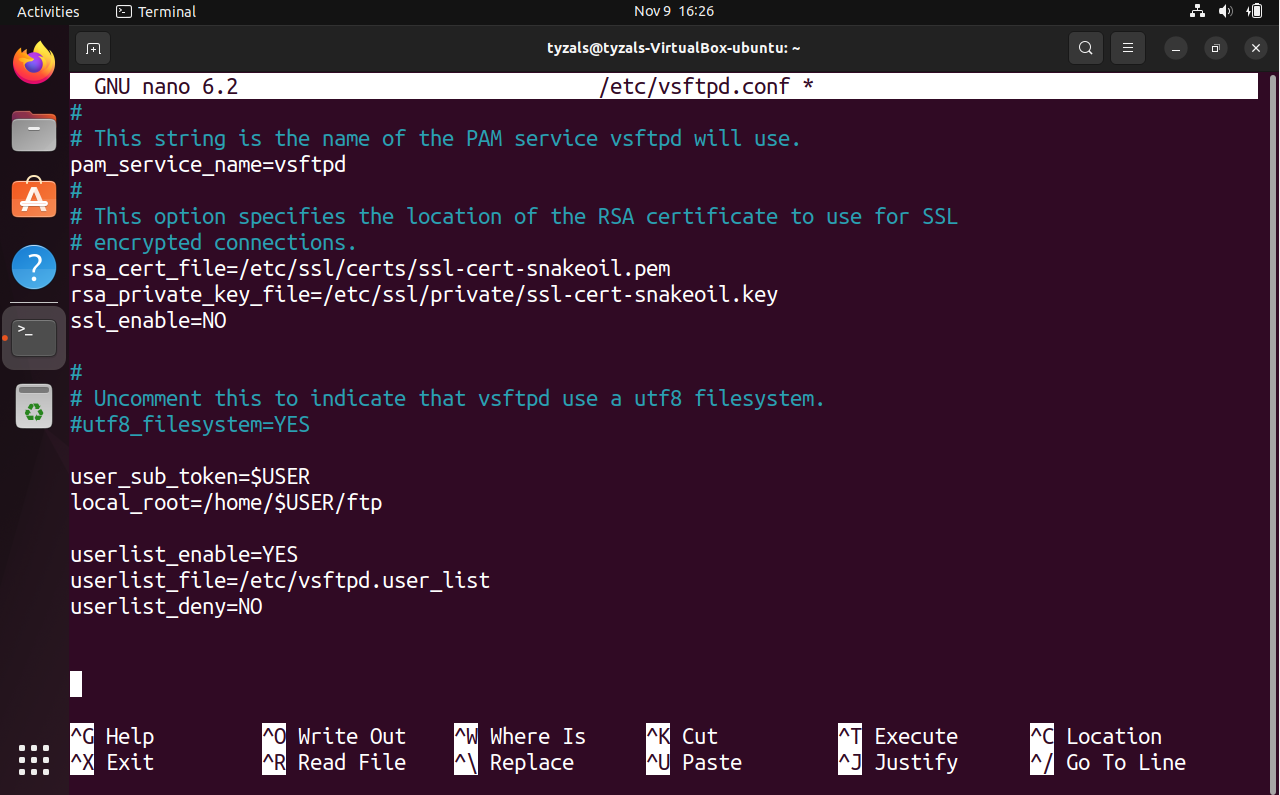 Activities Terminal Nov 9 16:26
tyzals@tyzals-VirtualBox-ubuntu: ~
GNU nano 6.2 /etc/vsftpd.conf *
#
# This string is the name of the PAM service vsftpd will use.
pam_service_name=vsftpd
#
# This option specifies the location of the RSA certificate to use for SSL
# encrypted connections.
rsa_cert_file=/etc/ssl/certs/ssl-cert-snakeoil.pem
rsa_private_key_file=/etc/ssl/private/ssl-cert-snakeoil.key
ssl_enable=NO
#
# Uncomment this to indicate that vsftpd use a utf8 filesystem.
#utf8_filesystem=YES
user_sub_token=$USER
local_root=/home/$USER/ftp
userlist_enable=YES
userlist_file=/etc/vsftpd.user_list
userlist_deny=NO
^G Help ^O Write Out ^W Where Is ^K Cut ^T Execute ^C Location
^X Exit ^R Read File ^\ Replace ^U Paste ^J Justify ^/ Go To Line